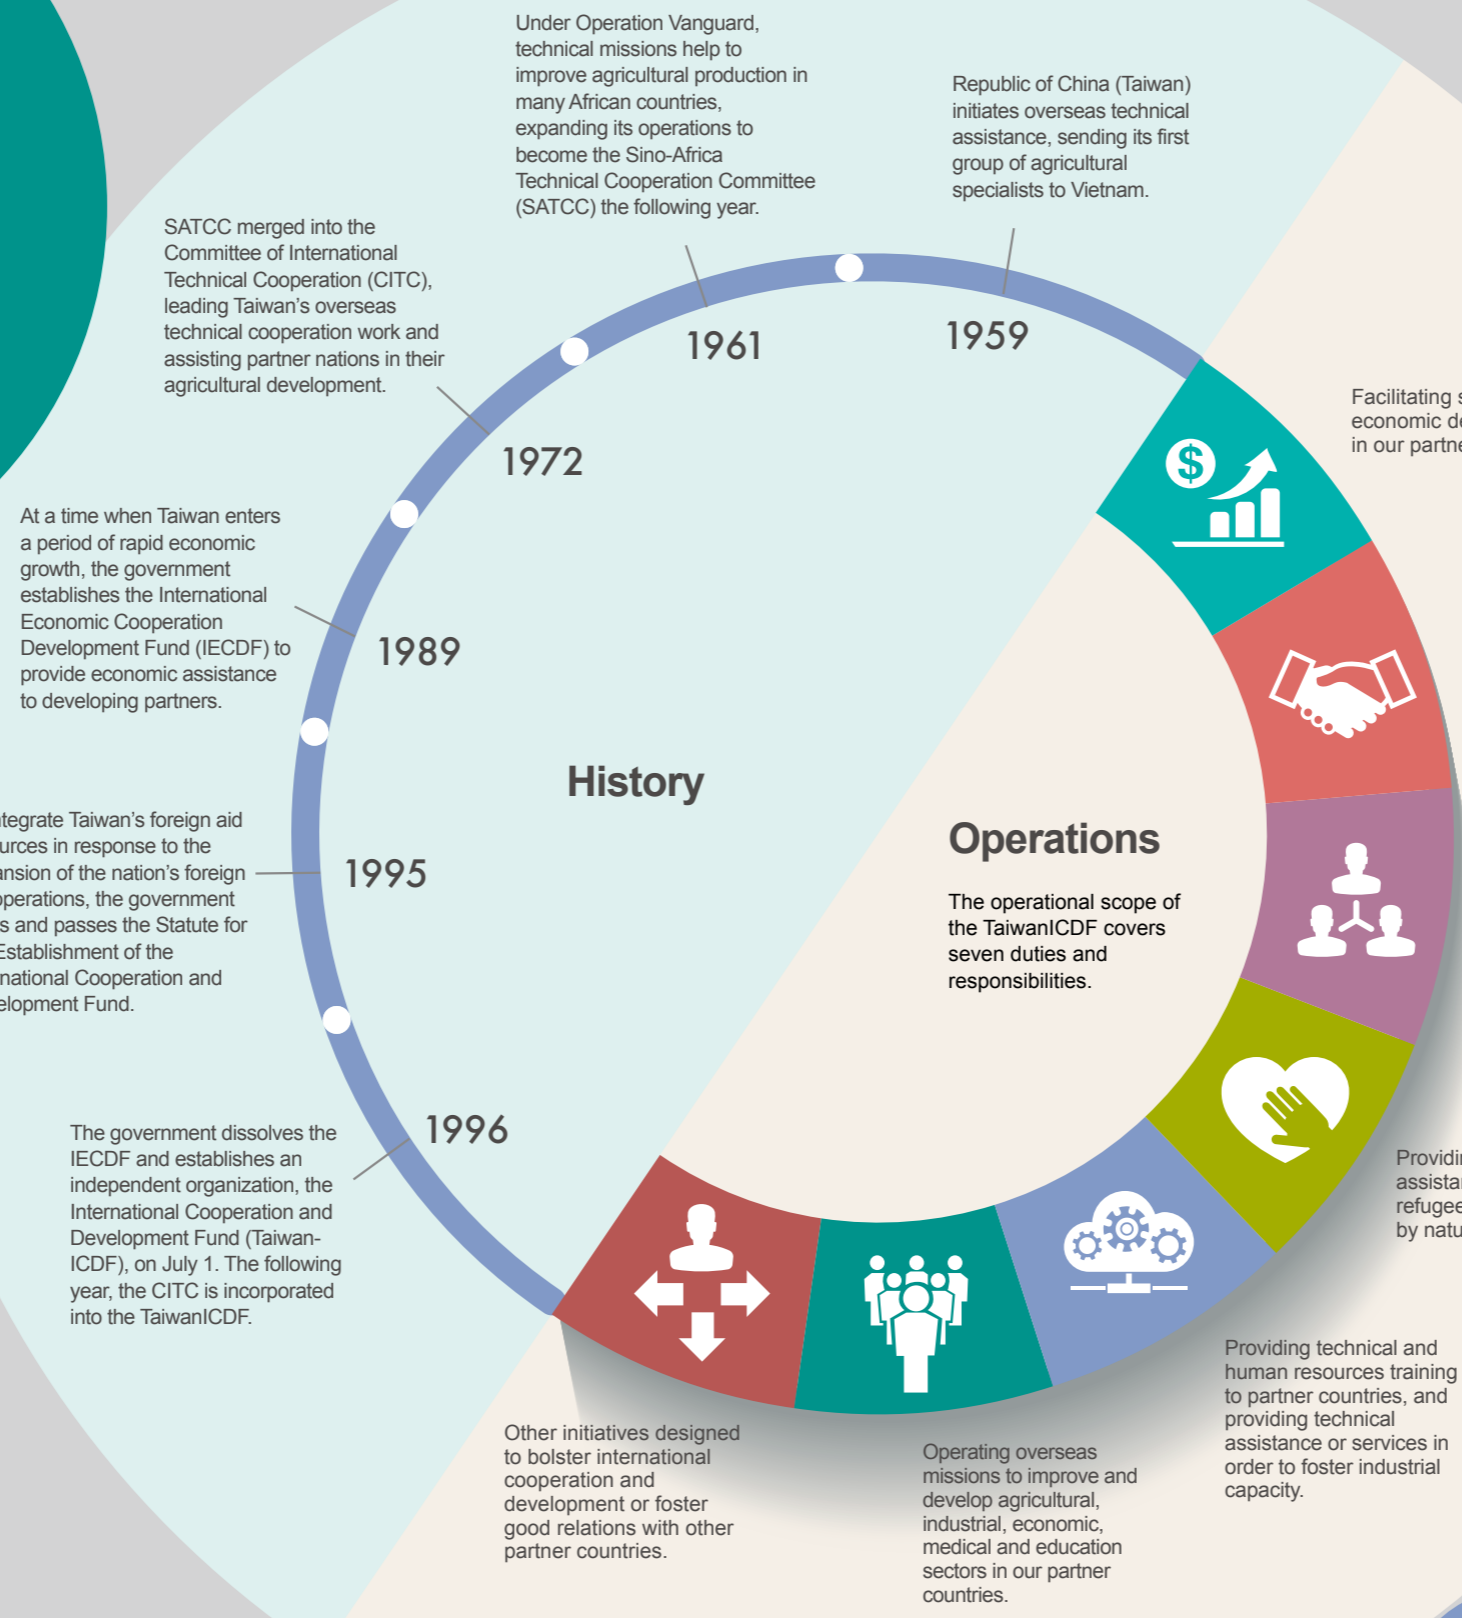 Under Operation Vanguard,
technical missions help to
improve agricultural production in
many African countries,
expanding its operations to
become the Sino-Africa
Technical Cooperation Committee
(SATCC) the following year.
Republic of China (Taiwan)
initiates overseas technical
assistance, sending its first
group of agricultural
specialists to Vietnam.
SATCC merged into the
Committee of International
Technical Cooperation (CITC),
leading Taiwan’s overseas
technical cooperation work and
assisting partner nations in their
agricultural development.
1961
1959
1972
At a time when Taiwan enters
a period of rapid economic
growth, the government
establishes the International
Economic Cooperation
Development Fund (IECDF) to
provide economic assistance
to developing partners.
1989
Facilitating
economic
in our
$
History
Taiwan’s foreign aid
in response to the
of the nation’s foreign
operations, the government
and passes the Statute for
Establishment of the
Cooperation and
Fund.
1995
Operations
The operational scope of
the TaiwanICDF covers
seven duties and
responsibilities.
1996
The government dissolves the
IECDF and establishes an
independent organization, the
International Cooperation and
Development Fund (Taiwan-
ICDF), on July 1. The following
year, the CITC is incorporated
into the TaiwanICDF.
by
Providing technical and
human resources training
to partner countries, and
providing technical
assistance or services in
order to foster industrial
capacity.
Other initiatives designed
to bolster international
cooperation and
development or foster
good relations with other
partner countries.
Operating overseas
missions to improve and
develop agricultural,
industrial, economic,
medical and education
sectors in our partner
countries.